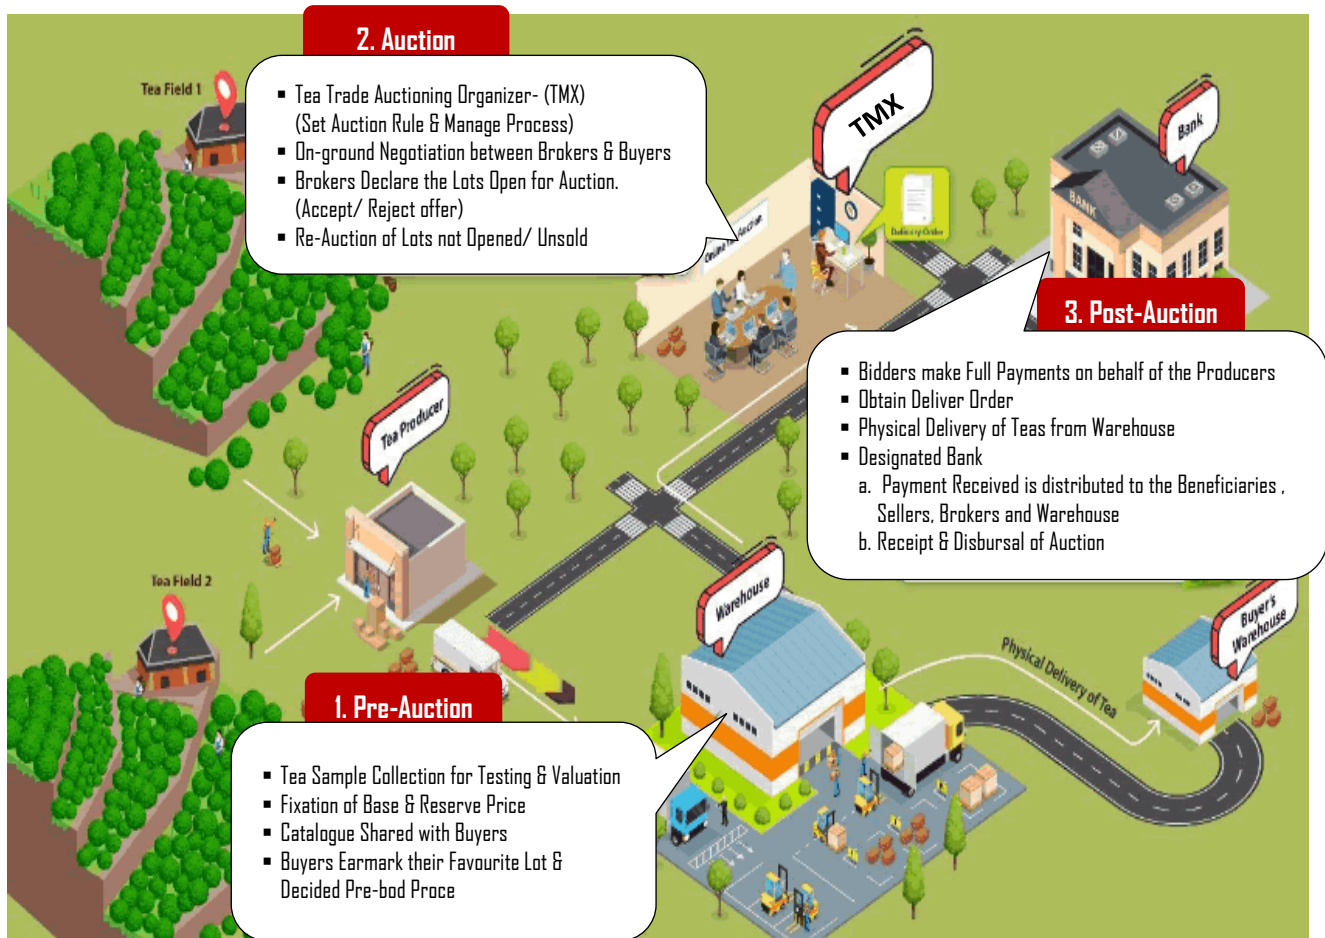 2. Auction
▪ Tea Trade Auctioning Organizer- (TMX)
(Set Auction Rule & Manage Process)
▪ On-ground Negotiation between Brokers & Buyers
▪ Brokers Declare the Lots Open for Auction.
(Accept/ Reject offer)
▪ Re-Auction of Lots not Opened/ Unsold
Tea Field 1
TMX
Bank
BANK
Delivery Order
Online
3. Post-Auction
▪ Bidders make Full Payments on behalf of the Producers
▪ Obtain Deliver Order
▪ Physical Delivery of Teas from Warehouse
▪ Designated Bank
a. Payment Received is distributed to the Beneficiaries ,
Sellers, Brokers and Warehouse
b. Receipt & Disbursal of Auction
Tea Producer
Tea Field 2
Warehouse
Buyer's
Warehouse
Physical Delivery of Tea
1. Pre-Auction
▪ Tea Sample Collection for Testing & Valuation
▪ Fixation of Base & Reserve Price
▪ Catalogue Shared with Buyers
▪ Buyers Earmark their Favourite Lot &
Decided Pre-bod Proce